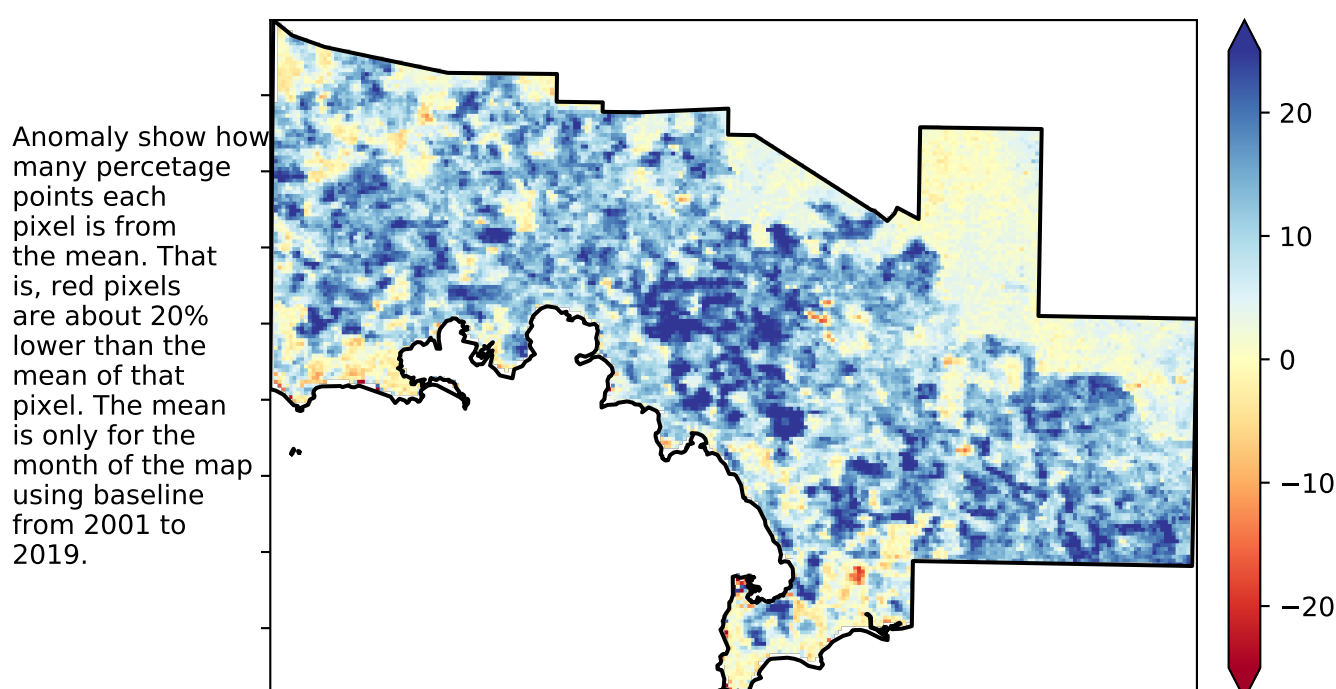 Anomaly show how
many percetage
points each
pixel is from
the mean. That
is, red pixels
are about 20%
lower than the
mean of that
pixel. The mean
is only for the
month of the map
using baseline
from 2001 to
2019.
20
10
0
−10
−20